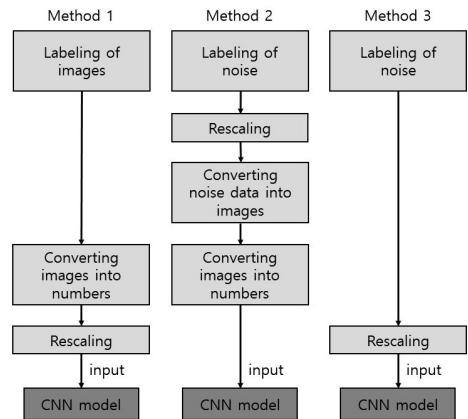 Method 1
Labeling of
images
Converting
images into
numbers
Rescaling
input
CNN model
Method 2
Labeling of
noise
Rescaling
Converting
noise data into
images
Converting
images into
numbers
input
CNN model
Method 3
Labeling of
noise
Rescaling
input
CNN model